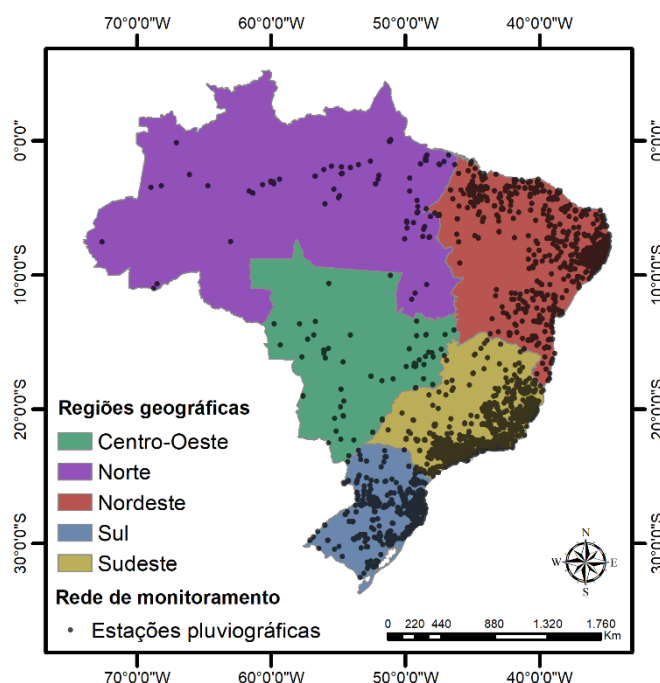 70°0'0"W 60°0'0"W 50°0'0"W 40°0'0"W
0°0'0"
10°0'0"S
20°0'0"S
30°0'0"S
0°0'0"
10°0'0"S
20°0'0"S
30°0'0"S
Regiões geográficas
Centro-Oeste
Norte
Nordeste
Sul
Sudeste
Rede de monitoramento
Estações pluviográficas
N
W E
S
0 220 440 880 1.320 1.760
Km
70°0'0"W 60°0'0"W 50°0'0"W 40°0'0"W